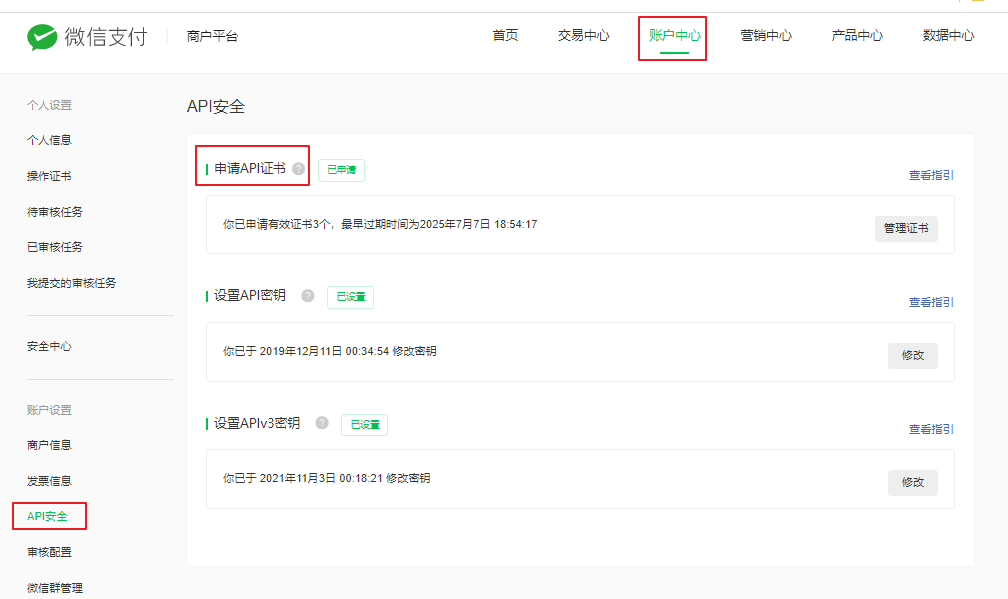 微信支付 商户平台 首页 交易中心 账户中心 营销中心 产品中心 数据中心
个人设置
个人信息
操作证书
待审核任务
已审核任务
我提交的审核任务
安全中心
账户设置
商户信息
发票信息
API安全
审核配置
微信群管理
API安全
申请API证书 ? 已申请 查看指引
你已申请有效证书3个，最早过期时间为2025年7月7日 18:54:17 管理证书
设置API密钥 ? 已设置 查看指引
你已于 2019年12月11日 00:34:54 修改密钥 修改
设置APIv3密钥 ? 已设置 查看指引
你已于 2021年11月3日 00:18:21 修改密钥 修改